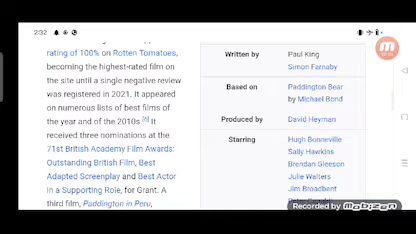 2:32
rating of 100% on Rotten Tomatoes,
becoming the highest-rated film on
the site until a single negative review
was registered in 2021. It appeared
on numerous lists of best films of
the year and of the 2010s.[6] It
received three nominations at the
71st British Academy Film Awards:
Outstanding British Film, Best
Adapted Screenplay and Best Actor
in a Supporting Role, for Grant. A
third film, Paddington in Peru,
Written by
Paul King
Simon Farnaby
Based on
Paddington Bear
by Michael Bond
Produced by
David Heyman
Starring
Hugh Bonneville
Sally Hawkins
Brendan Gleeson
Julie Walters
Jim Broadbent
Recorded by Mobizen